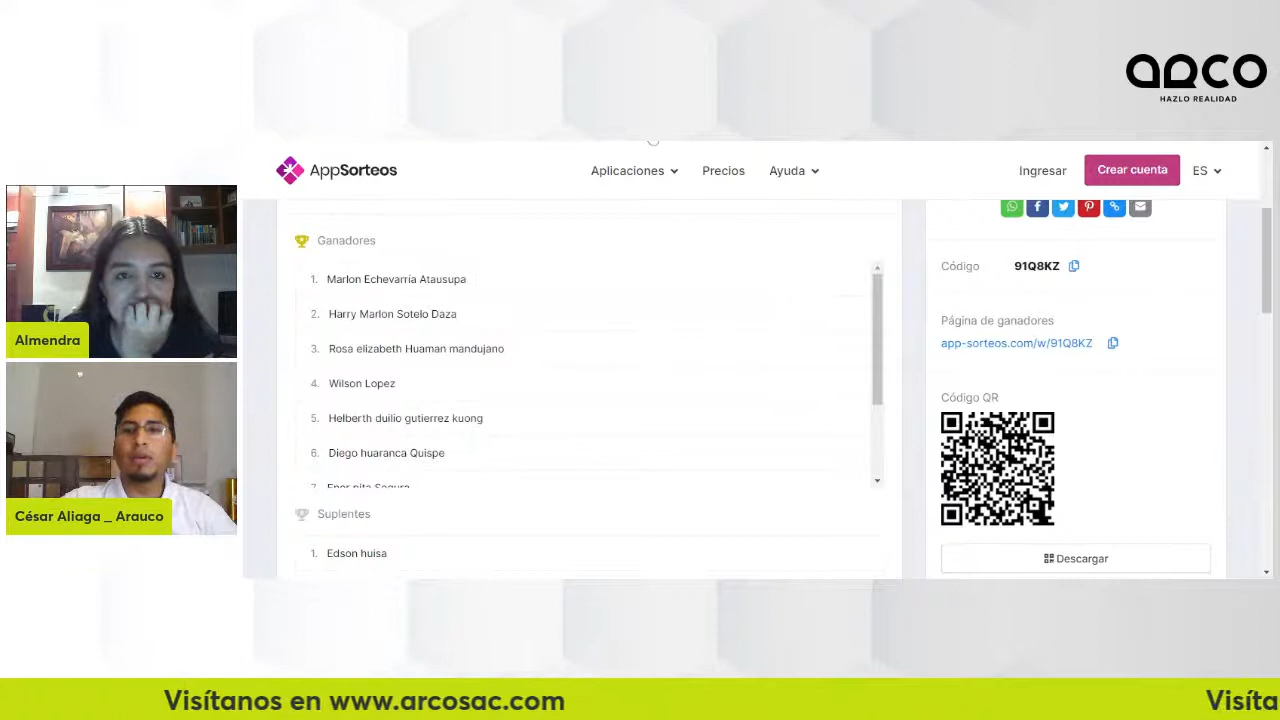 ARCO
HAZLO REALIDAD
AppSorteos
Aplicaciones
Precios
Ayuda
Ingresar
Crear cuenta
ES
Ganadores
1. Marlon Echevarría Atausupa
2. Harry Marlon Sotelo Daza
3. Rosa elizabeth Huaman mandujano
4. Wilson Lopez
5. Helberth duilio gutierrez kuong
6. Diego huaranca Quispe
7.
Suplentes
1. Edson huisa
Código 91Q8KZ
Página de ganadores
app-sorteos.com/w/91Q8KZ
Código QR
Descargar
Almendra
César Aliaga _ Arauco
Visítanos en www.arcosac.com
Visíta